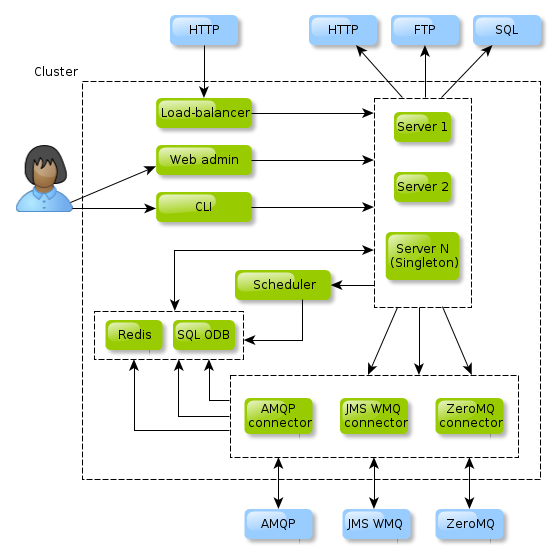 HTTP
HTTP
FTP
SQL
Cluster
Load-balancer
Server 1
Web admin
Server 2
CLI
Server N
(Singleton)
Scheduler
Redis
SQL ODB
AMQP
connector
JMS WMQ
connector
ZeroMQ
connector
AMQP
JMS WMQ
ZeroMQ